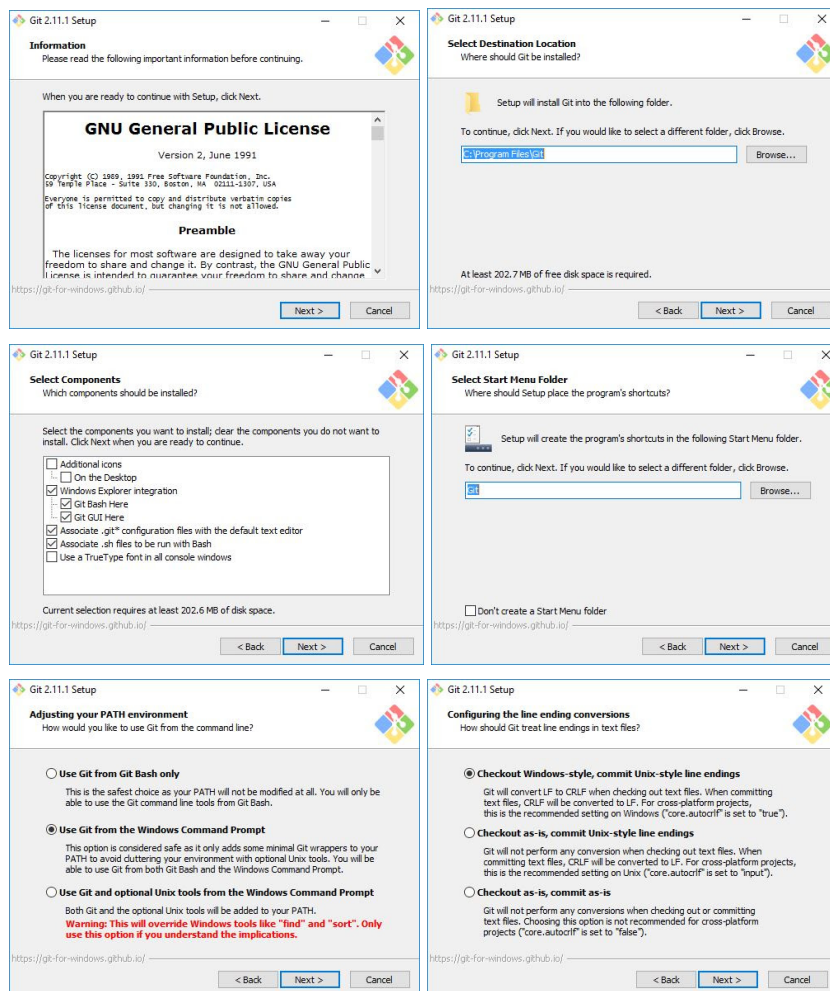 Git 2.11.1 Setup
Information
Please read the following important information before continuing.
When you are ready to continue with Setup, click Next.
GNU General Public License
Version 2, June 1991
Copyright (C) 1989, 1991 Free Software Foundation, Inc.
59 Temple Place - Suite 330, Boston, MA  02111-1307, USA
Everyone is permitted to copy and distribute verbatim copies
of this license document, but changing it is not allowed.
Preamble
The licenses for most software are designed to take away your
freedom to share and change it. By contrast, the GNU General Public
License is intended to guarantee your freedom to share and change
https://git-for-windows.github.io/
Next >
Cancel
Git 2.11.1 Setup
Select Destination Location
Where should Git be installed?
Setup will install Git into the following folder.
To continue, click Next. If you would like to select a different folder, click Browse.
C:\Program Files\Git
Browse...
At least 202.7 MB of free disk space is required.
https://git-for-windows.github.io/
< Back
Next >
Cancel
Git 2.11.1 Setup
Select Components
Which components should be installed?
Select the components you want to install; clear the components you do not want to
install. Click Next when you are ready to continue.
Additional icons
On the Desktop
Windows Explorer integration
Git Bash Here
Git GUI Here
Associate .git* configuration files with the default text editor
Associate .sh files to be run with Bash
Use a TrueType font in all console windows
Current selection requires at least 202.6 MB of disk space.
https://git-for-windows.github.io/
< Back
Next >
Cancel
Git 2.11.1 Setup
Select Start Menu Folder
Where should Setup place the program's shortcuts?
Setup will create the program's shortcuts in the following Start Menu folder.
To continue, click Next. If you would like to select a different folder, click Browse.
Git
Browse...
Don't create a Start Menu folder
https://git-for-windows.github.io/
< Back
Next >
Cancel
Git 2.11.1 Setup
Adjusting your PATH environment
How would you like to use Git from the command line?
Use Git from Git Bash only
This is the safest choice as your PATH will not be modified at all. You will only be
able to use the Git command line tools from Git Bash.
Use Git from the Windows Command Prompt
This option is considered safe as it only adds some minimal Git wrappers to your
PATH to avoid cluttering your environment with optional Unix tools. You will be
able to use Git from both Git Bash and the Windows Command Prompt.
Use Git and optional Unix tools from the Windows Command Prompt
Both Git and the optional Unix tools will be added to your PATH.
Warning: This will override Windows tools like "find" and "sort". Only
use this option if you understand the implications.
https://git-for-windows.github.io/
< Back
Next >
Cancel
Git 2.11.1 Setup
Configuring the line ending conversions
How should Git treat line endings in text files?
Checkout Windows-style, commit Unix-style line endings
Git will convert LF to CRLF when checking out text files. When committing
text files, CRLF will be converted to LF. For cross-platform projects,
this is the recommended setting on Windows ("core.autocrlf" is set to "true").
Checkout as-is, commit Unix-style line endings
Git will not perform any conversion when checking out text files. When
committing text files, CRLF will be converted to LF. For cross-platform projects,
this is the recommended setting on Unix ("core.autocrlf" is set to "input").
Checkout as-is, commit as-is
Git will not perform any conversions when checking out or committing
text files. Choosing this option is not recommended for cross-platform
projects ("core.autocrlf" is set to "false").
https://git-for-windows.github.io/
< Back
Next >
Cancel